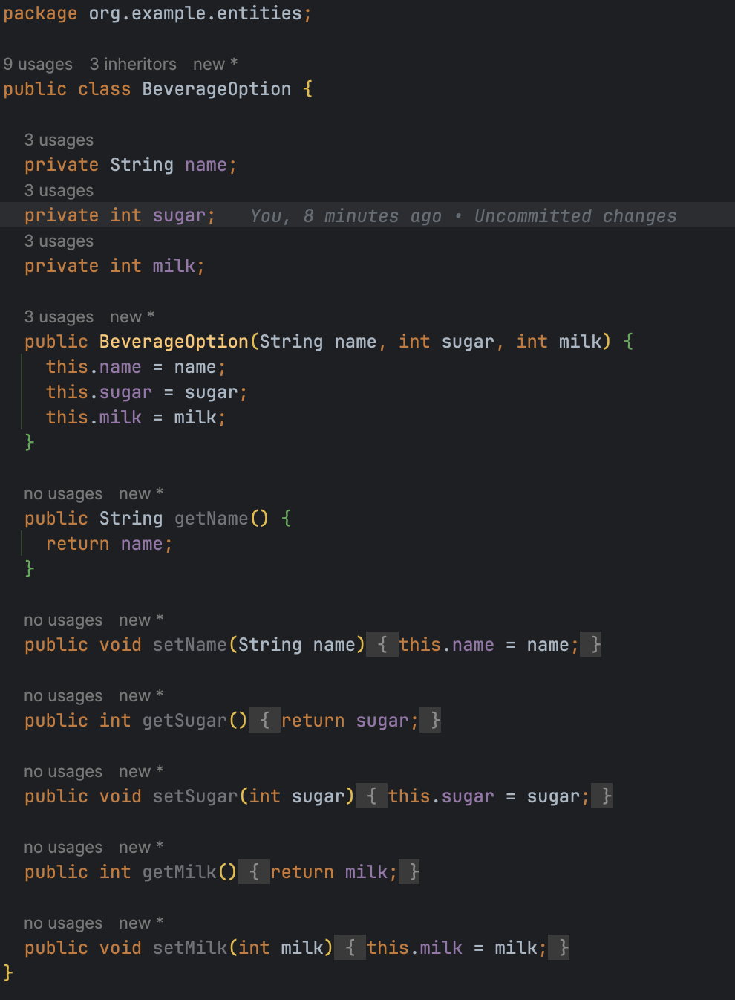 package org.example.entities;
9 usages 3 inheritors new *
public class BeverageOption {
3 usages
private String name;
3 usages
private int sugar; You, 8 minutes ago • Uncommitted changes
3 usages
private int milk;
3 usages new *
public BeverageOption(String name, int sugar, int milk) {
this.name = name;
this.sugar = sugar;
this.milk = milk;
}
no usages new *
public String getName() {
return name;
}
no usages new *
public void setName(String name) { this.name = name; }
no usages new *
public int getSugar() { return sugar; }
no usages new *
public void setSugar(int sugar) { this.sugar = sugar; }
no usages new *
public int getMilk() { return milk; }
no usages new *
public void setMilk(int milk) { this.milk = milk; }
}